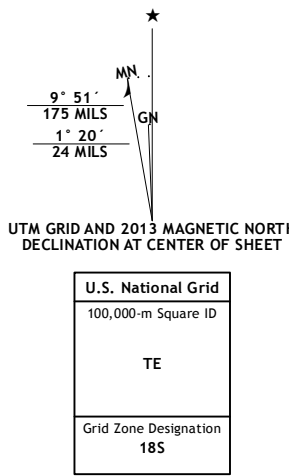 MN
GN
9° 51´
175 MILS
1° 20´
24 MILS
UTM GRID AND 2013 MAGNETIC NORTH
DECLINATION AT CENTER OF SHEET
U.S. National Grid
100,000-m Square ID
TE
Grid Zone Designation
18S